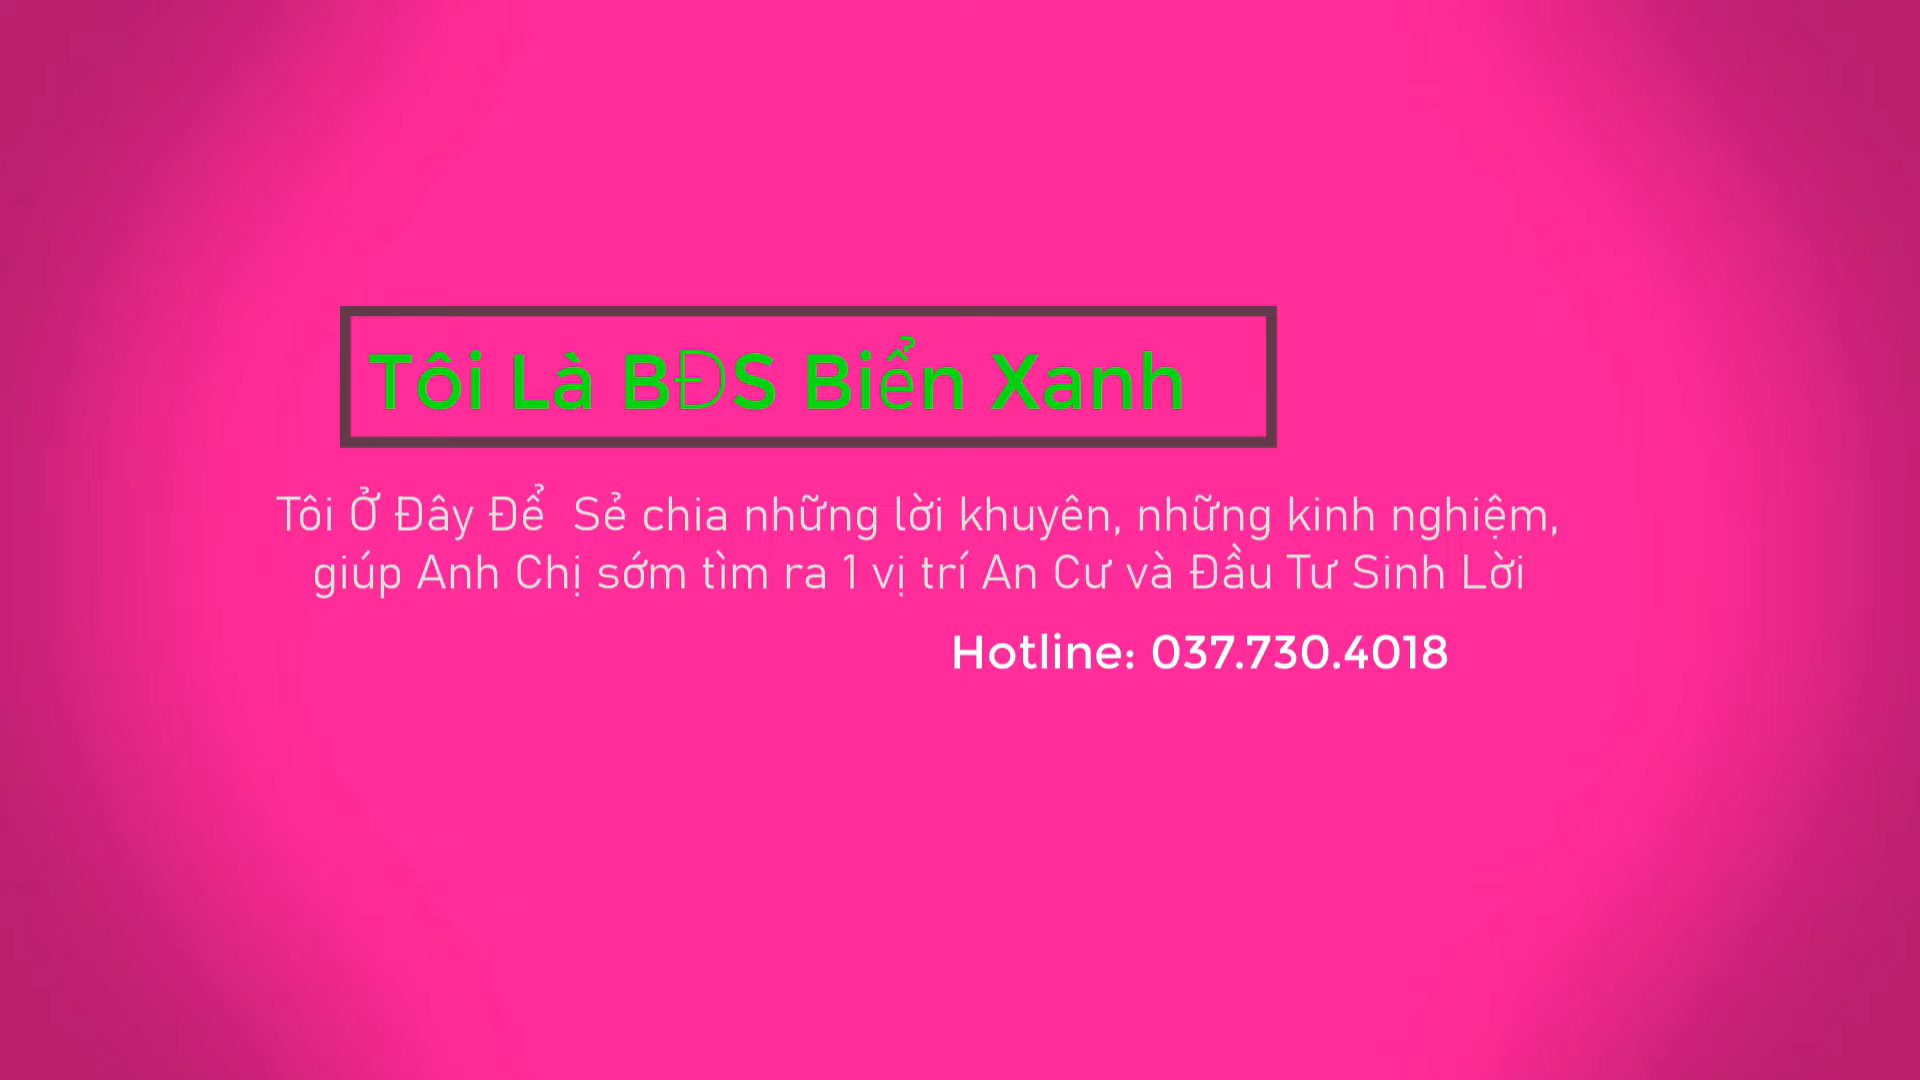 Tôi Là BĐS Biển Xanh
Tôi Ở Đây Để  Sẻ chia những lời khuyên, những kinh nghiệm,
giúp Anh Chị sớm tìm ra 1 vị trí An Cư và Đầu Tư Sinh Lời
Hotline: 037.730.4018